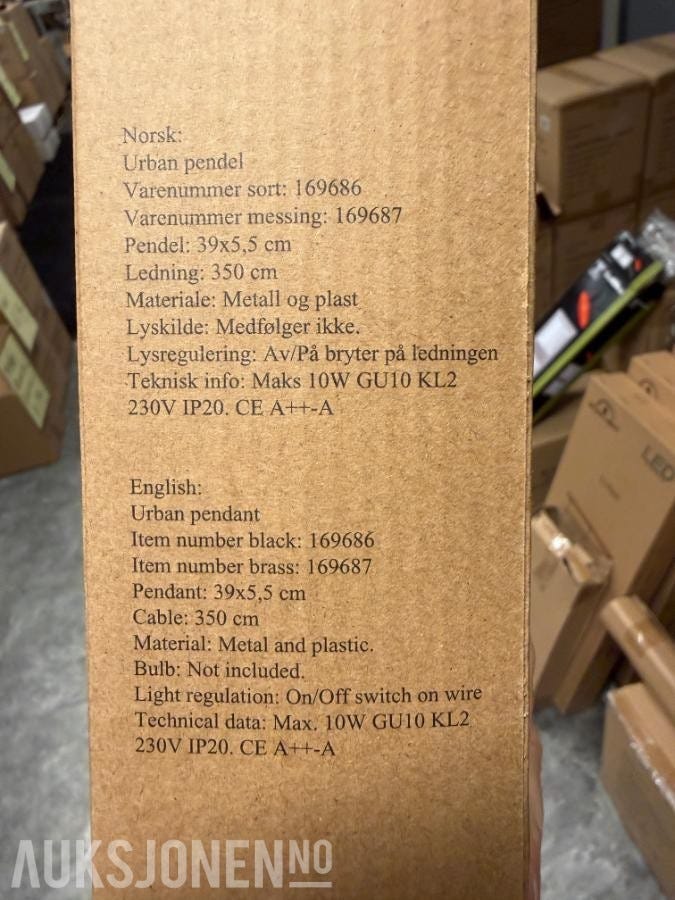 Norsk:
Urban pendel
Varenummer sort: 169686
Varenummer messing: 169687
Pendel: 39x5,5 cm
Ledning: 350 cm
Materiale: Metall og plast
Lyskilde: Medfølger ikke.
Lysregulering: Av/På bryter på ledningen
Teknisk info: Maks 10W GU10 KL2
230V IP20. CE A++-A
English:
Urban pendant
Item number black: 169686
Item number brass: 169687
Pendant: 39x5,5 cm
Cable: 350 cm
Material: Metal and plastic.
Bulb: Not included.
Light regulation: On/Off switch on wire
Technical data: Max. 10W GU10 KL2
230V IP20. CE A++-A
LED
AUKSJONEN NO